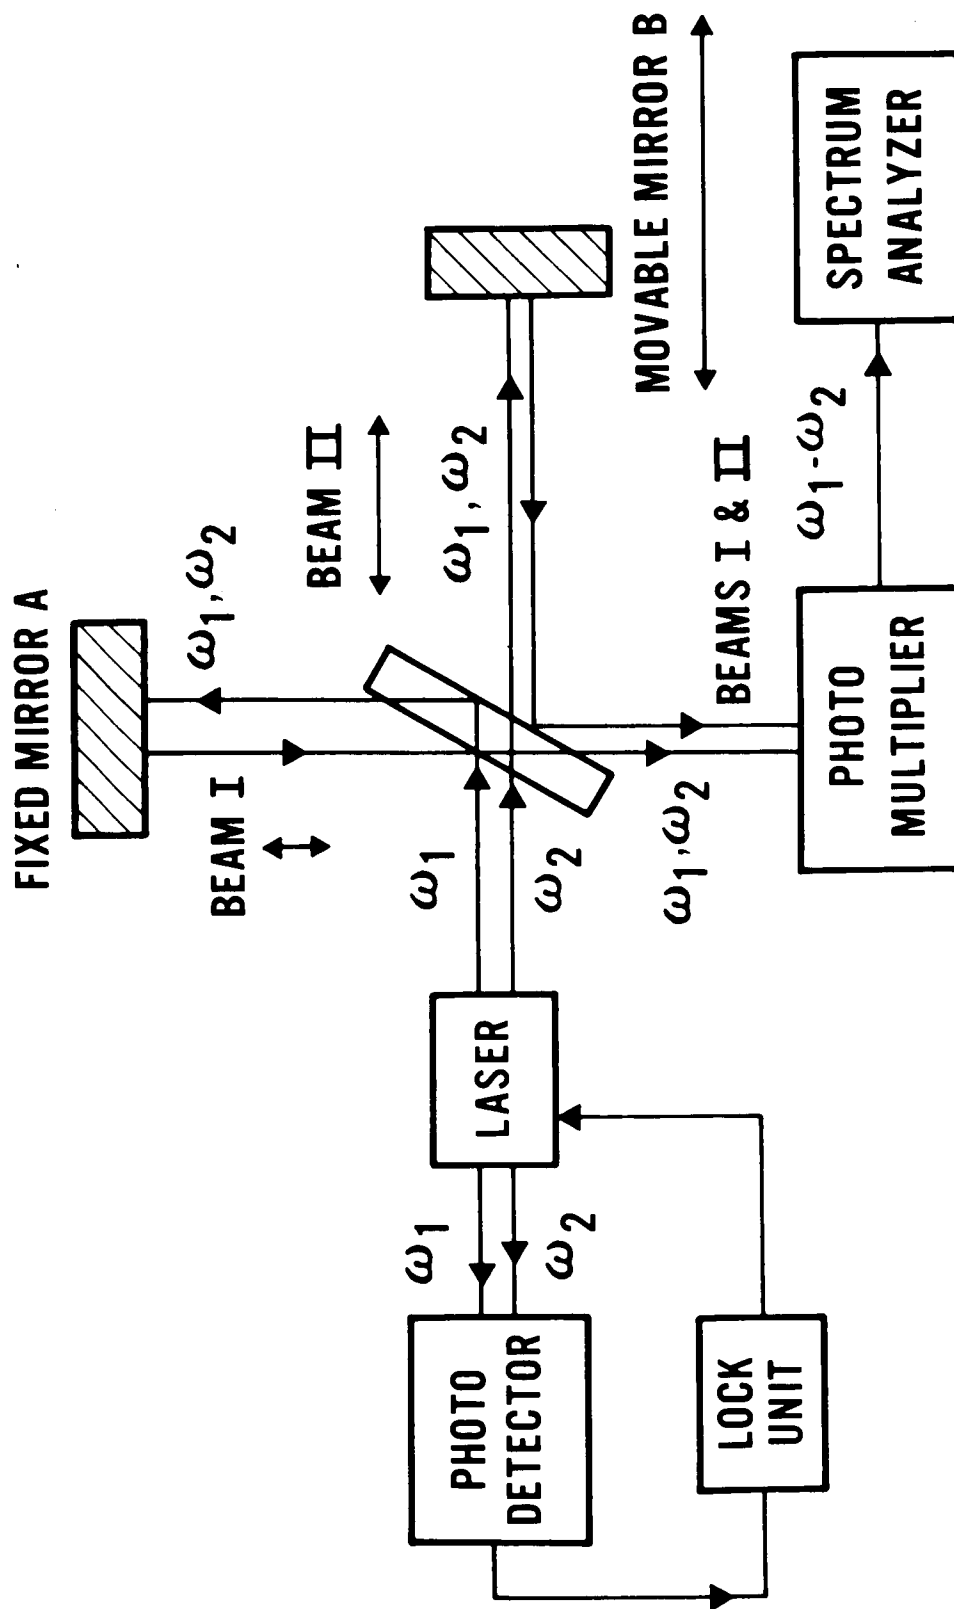 FIXED MIRROR A
BEAM I
ω1, ω2
BEAM II
ω1, ω2
MOVABLE MIRROR B
ω1
ω2
LASER
ω1
ω2
PHOTO
DETECTOR
LOCK
UNIT
ω1, ω2
BEAMS I & II
PHOTO
MULTIPLIER
ω1-ω2
SPECTRUM
ANALYZER